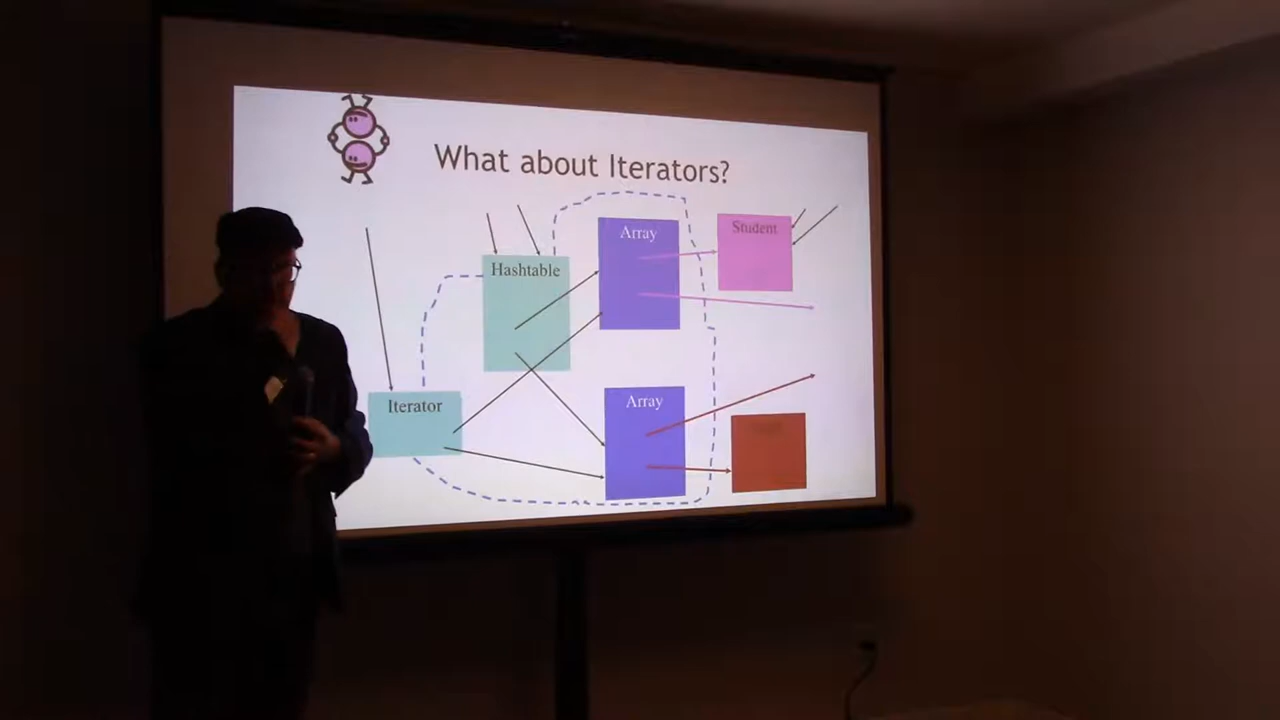 What about Iterators?
Array
Student
Hashtable
Iterator
Array